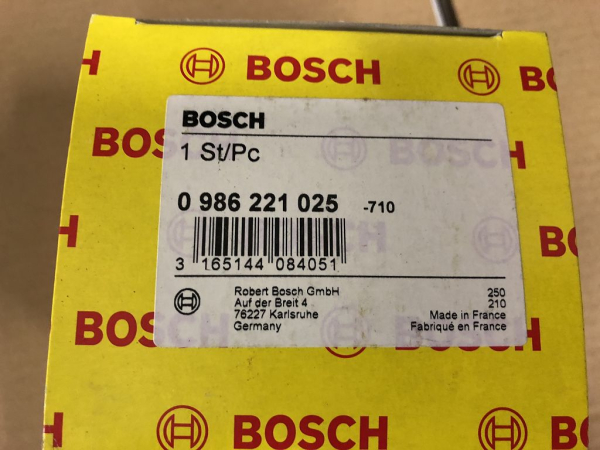 H BOSCH
BOSCH
BOS
1 St/Pc
0 986 221 025 -710
3 165144 084051
Robert Bosch GmbH 250
Auf der Breit 4 210
76227 Karlsruhe Made in France
Germany Fabriqué en France
BOSCH
H BOSCH